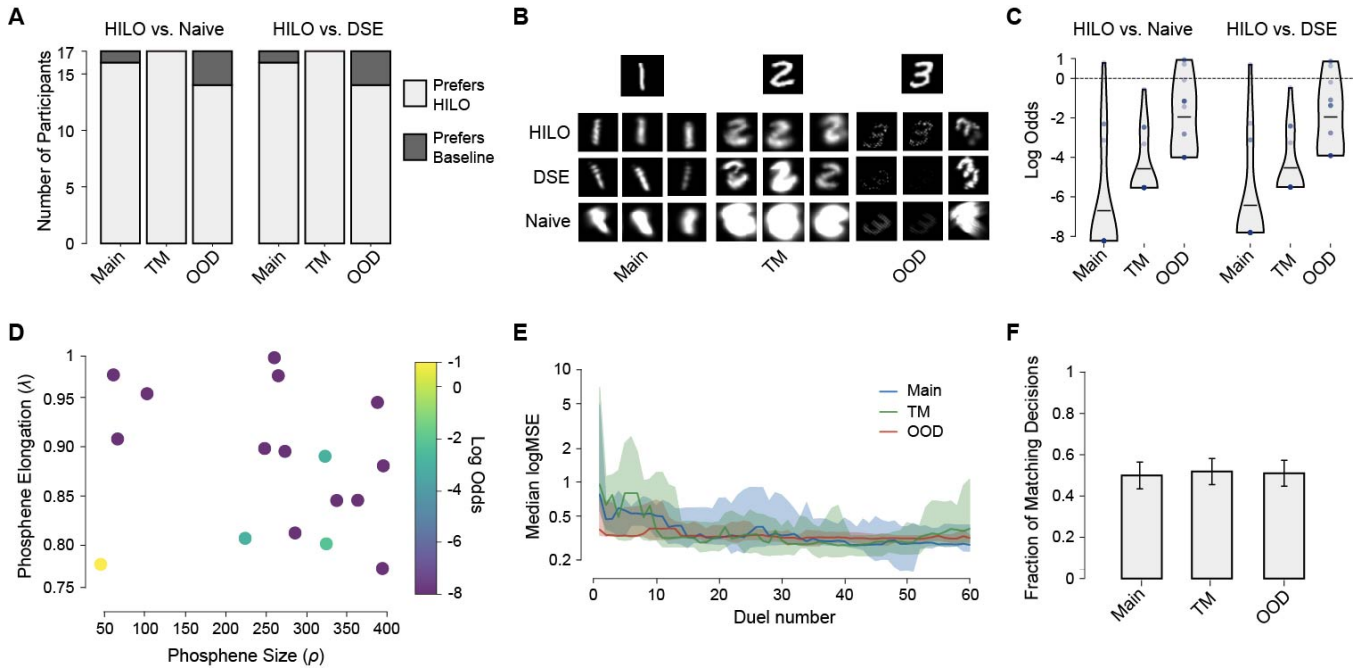 A
HILO vs. Naive
HILO vs. DSE
Number of Participants
17
15
10
5
0
Main
TM
OOD
Main
TM
OOD
Prefers
HILO
Prefers
Baseline
B
HILO
DSE
Naive
Main
TM
OOD
C
HILO vs. Naive
HILO vs. DSE
Log Odds
1
0
-2
-4
-6
-8
Main
TM
OOD
Main
TM
OOD
D
Phosphene Elongation (λ)
1
0.95
0.90
0.85
0.80
0.75
50
100
150
200
250
300
350
400
Phosphene Size (ρ)
-1
0
-2
-4
-6
-8
Log Odds
E
Median logMSE
10
5
2
1
0.5
0.2
0
10
20
30
40
50
60
Duel number
Main
TM
OOD
F
Fraction of Matching Decisions
1
0.8
0.6
0.4
0.2
0
Main
TM
OOD